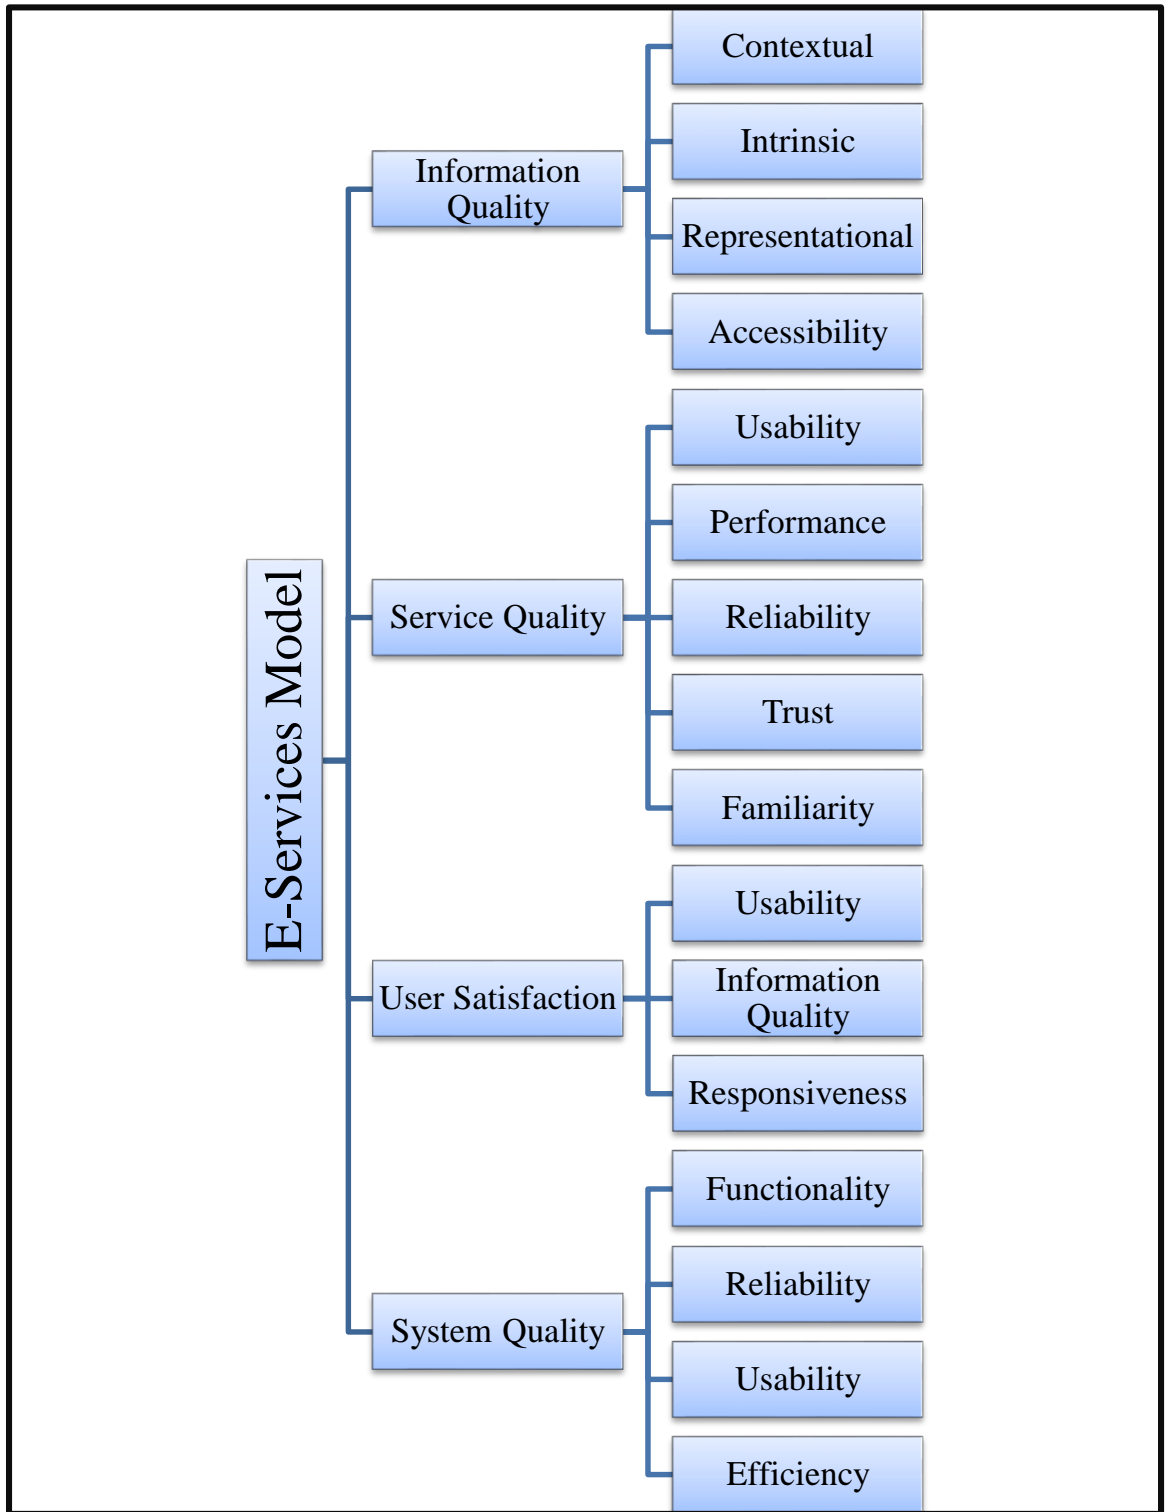 E-Services Model
Information
Quality
Contextual
Intrinsic
Representational
Accessibility
Service Quality
Usability
Performance
Reliability
Trust
Familiarity
User Satisfaction
Usability
Information
Quality
Responsiveness
System Quality
Functionality
Reliability
Usability
Efficiency